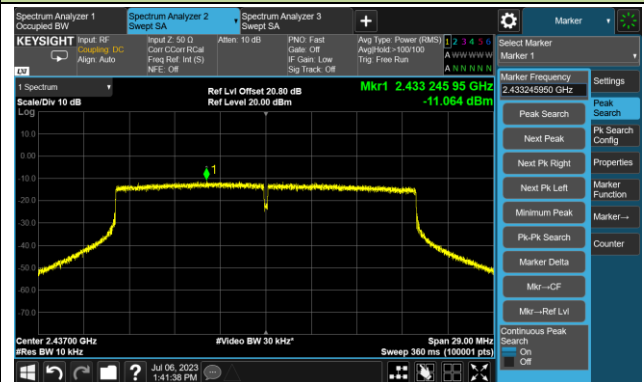 Spectrum Analyzer 1
Occupied BW
Spectrum Analyzer 2
Swept SA
Spectrum Analyzer 3
Swept SA
Marker
KEYSIGHT
Input: RF
Coupling: DC
Align: Auto
Input Z: 50 Ω
Corr CCorr RCal
Freq Ref: Int (S)
NFE: Off
Atten: 10 dB
PNO: Fast
Gate: Off
IF Gain: Low
Sig Track: Off
Avg Type: Power (RMS)
Avg|Hold:>100/100
Trig: Free Run
1 2 3 4 5 6
A W W W W W
A N N N N N
LXI
Select Marker
Marker 1
1 Spectrum
Scale/Div 10 dB
Log
Ref Lvl Offset 20.80 dB
Ref Level 20.00 dBm
Mkr1 2.433 245 95 GHz
-11.064 dBm
10.0
0.00
-10.0
-20.0
-30.0
-40.0
-50.0
-60.0
-70.0
1
Center 2.43700 GHz
#Res BW 10 kHz
#Video BW 30 kHz*
Span 29.00 MHz
Sweep 360 ms (100001 pts)
Marker Frequency
2.433245950 GHz
Peak Search
Next Peak
Next Pk Right
Next Pk Left
Minimum Peak
Pk-Pk Search
Marker Delta
Mkr→CF
Mkr→Ref Lvl
Continuous Peak
Search
On
Off
Settings
Peak
Search
Pk Search
Config
Properties
Marker
Function
Marker→
Counter
Jul 06, 2023
1:41:38 PM